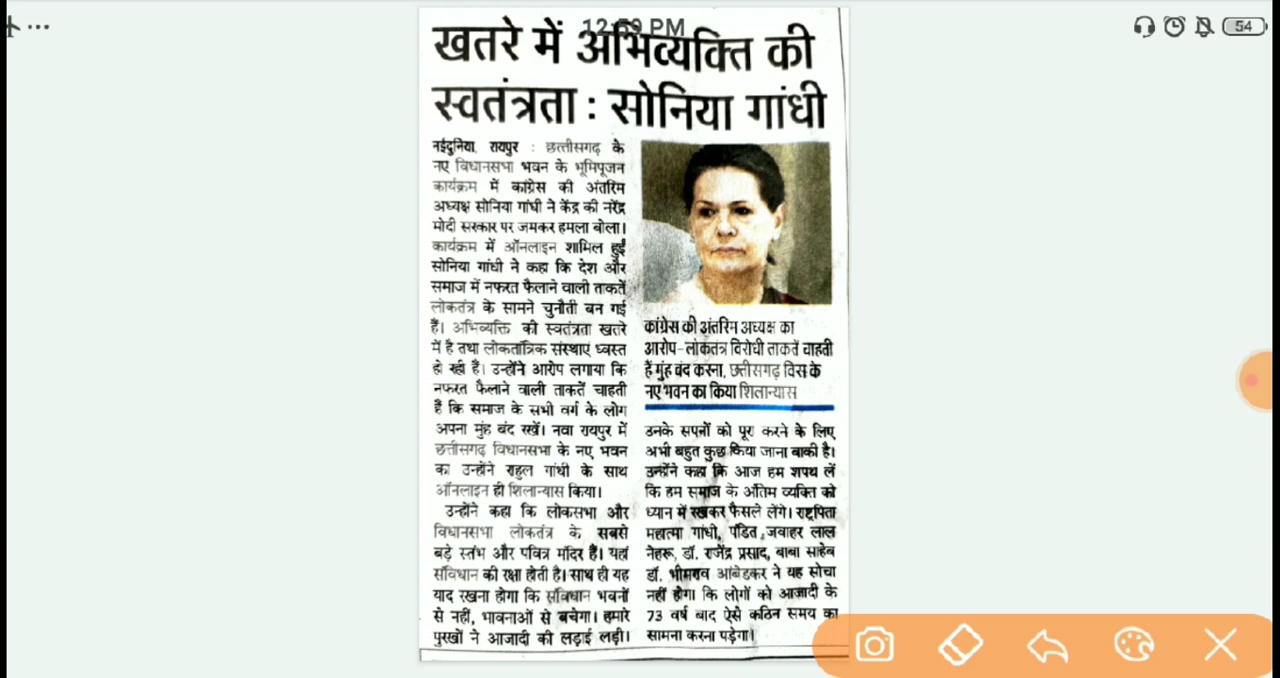 12:59 PM
54
खतरे में अभिव्यक्ति की
स्वतंत्रता : सोनिया गांधी
नईदुनिया, रायपुर : छत्तीसगढ़ के
नए विधानसभा भवन के भूमिपूजन
कार्यक्रम में कांग्रेस की अंतरिम
अध्यक्ष सोनिया गांधी ने केंद्र की नरेंद्र
मोदी सरकार पर जमकर हमला बोला।
कार्यक्रम में ऑनलाइन शामिल हुईं
सोनिया गांधी ने कहा कि देश और
समाज में नफरत फैलाने वाली ताकतें
लोकतंत्र के सामने चुनौती बन गई
हैं। अभिव्यक्ति की स्वतंत्रता खतरे
में है तथा लोकतांत्रिक संस्थाएं ध्वस्त
हो रही हैं। उन्होंने आरोप लगाया कि
नफरत फैलाने वाली ताकतें चाहती
हैं कि समाज के सभी वर्ग के लोग
अपना मुंह बंद रखें। नवा रायपुर में
छत्तीसगढ़ विधानसभा के नए भवन
का उन्होंने राहुल गांधी के साथ
ऑनलाइन ही शिलान्यास किया।
उन्होंने कहा कि लोकसभा और
विधानसभा लोकतंत्र के सबसे
बड़े स्तंभ और पवित्र मंदिर हैं। यहां
संविधान की रक्षा होती है। साथ ही यह
याद रखना होगा कि संविधान भवनों
से नहीं, भावनाओं से बचेगा। हमारे
पुरखों ने आजादी की लड़ाई लड़ी।
कांग्रेस की अंतरिम अध्यक्ष का
आरोप-लोकतंत्र विरोधी ताकतें चाहती
हैं मुंह बंद करना, छत्तीसगढ़ विस के
नए भवन का किया शिलान्यास
उनके सपनों को पूरा करने के लिए
अभी बहुत कुछ किया जाना बाकी है।
उन्होंने कहा कि आज हम शपथ लें
कि हम समाज के अंतिम व्यक्ति को
ध्यान में रखकर फैसले लेंगे। राष्ट्रपिता
महात्मा गांधी, पंडित जवाहर लाल
नेहरू, डॉ. राजेंद्र प्रसाद, बाबा साहेब
डॉ. भीमराव आंबेडकर ने यह सोचा
नहीं होगा कि लोगों को आजादी के
73 वर्ष बाद ऐसे कठिन समय का
सामना करना पड़ेगा।